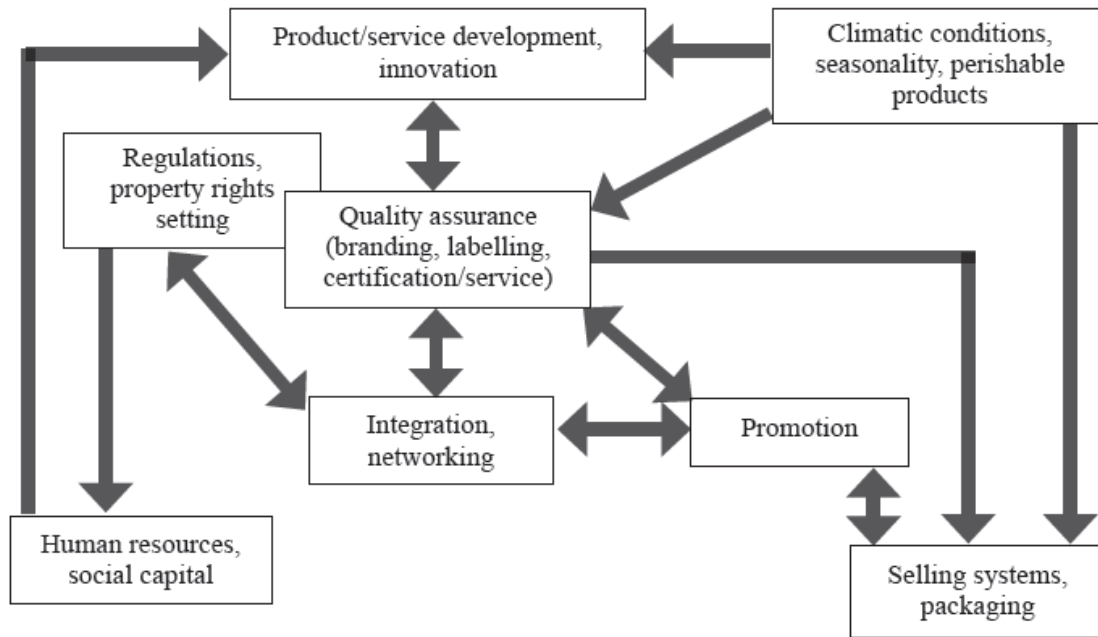 Product/service development,
innovation
Climatic conditions,
seasonality, perishable
products
Regulations,
property rights
setting
Quality assurance
(branding, labelling,
certification/service)
Integration,
networking
Promotion
Human resources,
social capital
Selling systems,
packaging